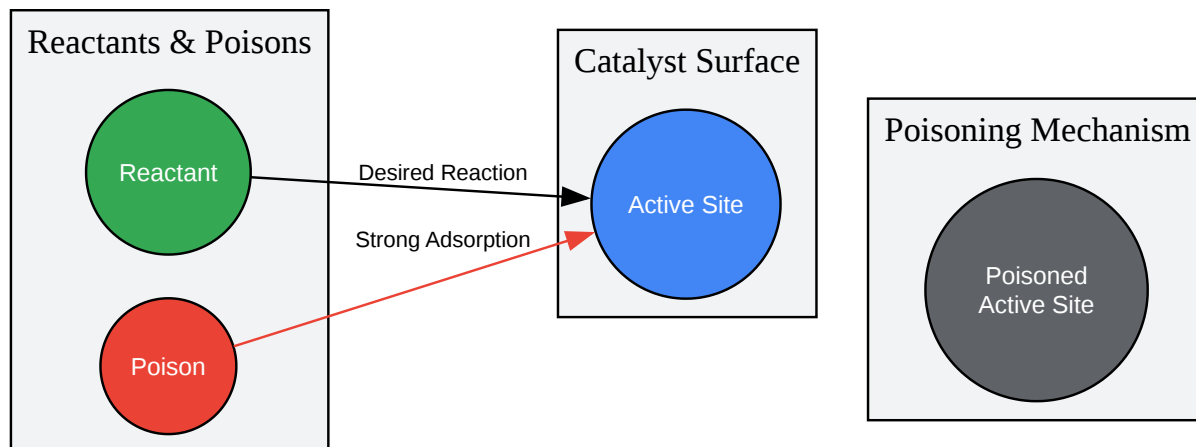 Reactants & Poisons
Reactant
Poison
Desired Reaction
Strong Adsorption
Catalyst Surface
Active Site
Poisoning Mechanism
Poisoned
Active Site